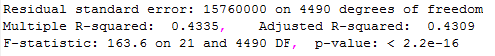 Residual standard error: 15760000 on 4490 degrees of freedom
Multiple R-squared:  0.4335,    Adjusted R-squared:  0.4309
F-statistic: 163.6 on 21 and 4490 DF,  p-value: < 2.2e-16